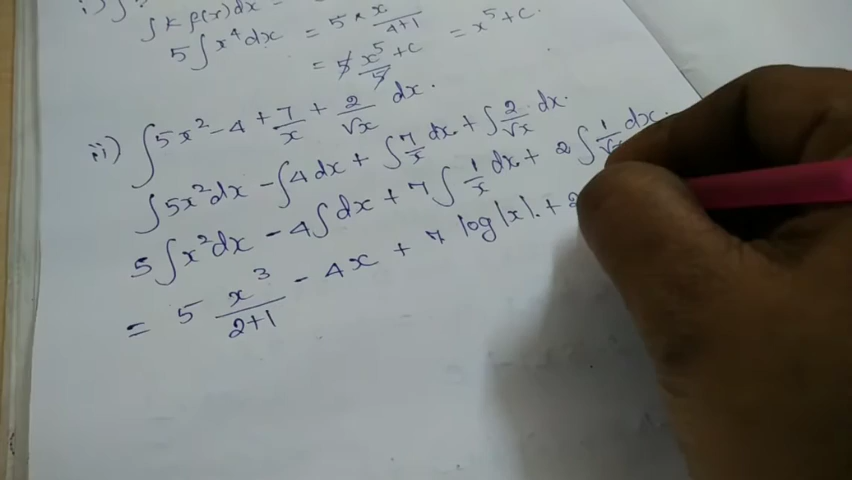 ∫ k f(x) dx =
5 ∫ x⁴ dx = 5 × x/4+1
= 5 x⁵/5 + c = x⁵ + c.
ii) ∫ 5x² - 4 + 7/x + 2/√x dx.
∫ 5x² dx - ∫ 4 dx + ∫ 7/x dx + ∫ 2/√x dx.
5 ∫ x² dx - 4 ∫ dx + 7 ∫ 1/x dx + 2 ∫ 1/√x dx.
= 5 x³/2+1 - 4x + 7 log|x| + 2